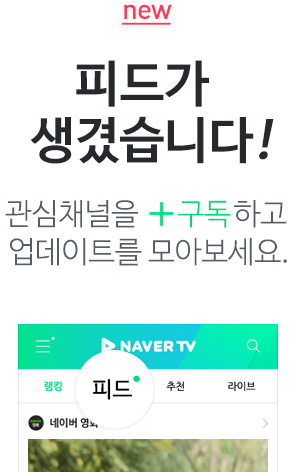 new
피드가
생겼습니다!
관심채널을 +구독하고
업데이트를 모아보세요.
NAVER TV
랭킹 피드 추천 라이브
네이버 영화